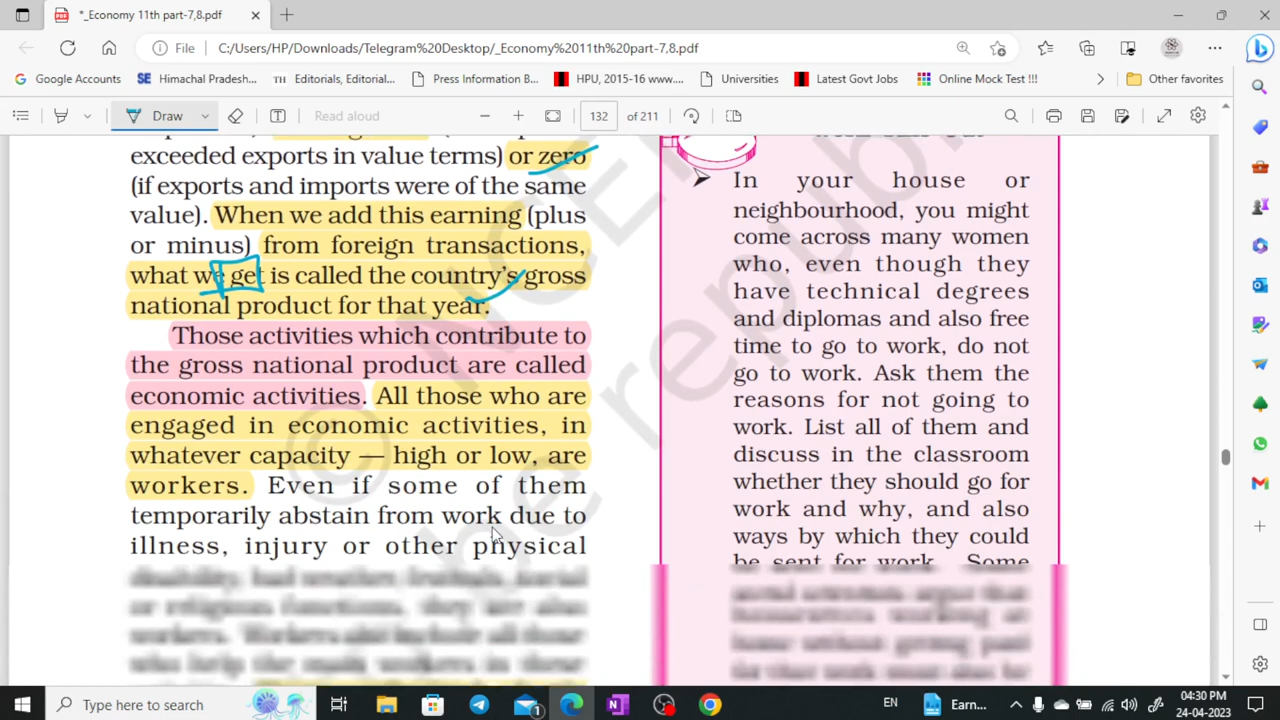 *_Economy 11th part-7,8.pdf
File C:/Users/HP/Downloads/Telegram%20Desktop/_Economy%2011th%20part-7,8.pdf
Google Accounts Himachal Pradesh... Editorials, Editorial... Press Information B... HPU, 2015-16 www.... Universities Latest Govt Jobs Online Mock Test !!! Other favorites
Draw Read aloud 132 of 211
exceeded exports in value terms) or zero
(if exports and imports were of the same
value). When we add this earning (plus
or minus) from foreign transactions,
what we get is called the country's gross
national product for that year.
Those activities which contribute to
the gross national product are called
economic activities. All those who are
engaged in economic activities, in
whatever capacity — high or low, are
workers. Even if some of them
temporarily abstain from work due to
illness, injury or other physical
In your house or
neighbourhood, you might
come across many women
who, even though they
have technical degrees
and diplomas and also free
time to go to work, do not
go to work. Ask them the
reasons for not going to
work. List all of them and
discuss in the classroom
whether they should go for
work and why, and also
ways by which they could
be sent for work. Some
Type here to search
1
EN
Earn...
04:30 PM
24-04-2023